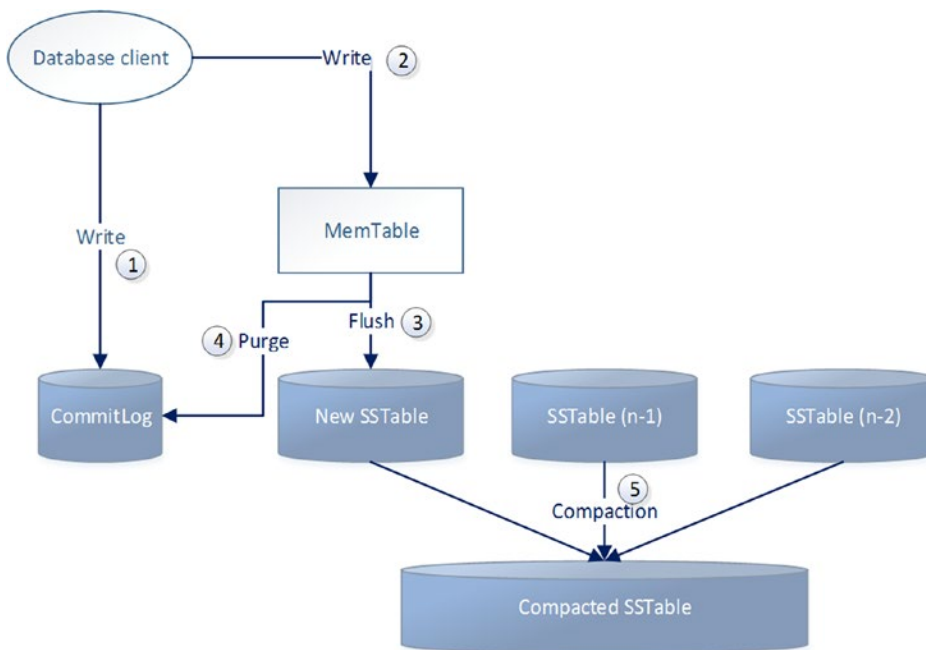 Database client
Write 2
MemTable
Write
1
Flush 3
4 Purge
CommitLog
New SSTable
SSTable (n-1)
SSTable (n-2)
5
Compaction
Compacted SSTable